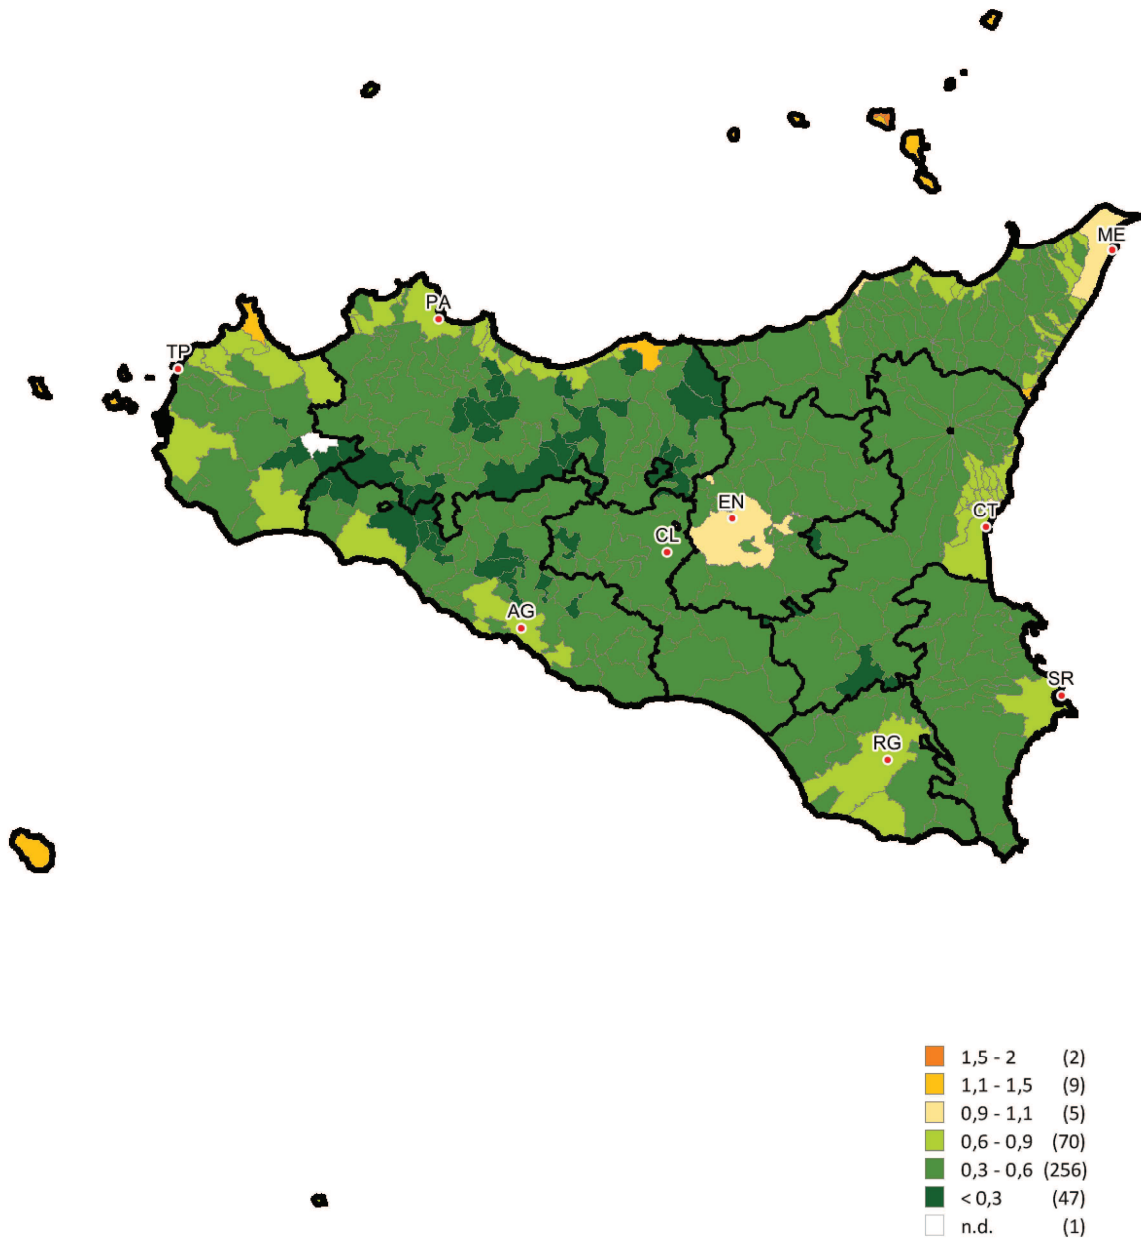 ME
PA
TP
EN
CT
CL
AG
SR
RG
1,5 - 2 (2)
1,1 - 1,5 (9)
0,9 - 1,1 (5)
0,6 - 0,9 (70)
0,3 - 0,6 (256)
< 0,3 (47)
n.d. (1)